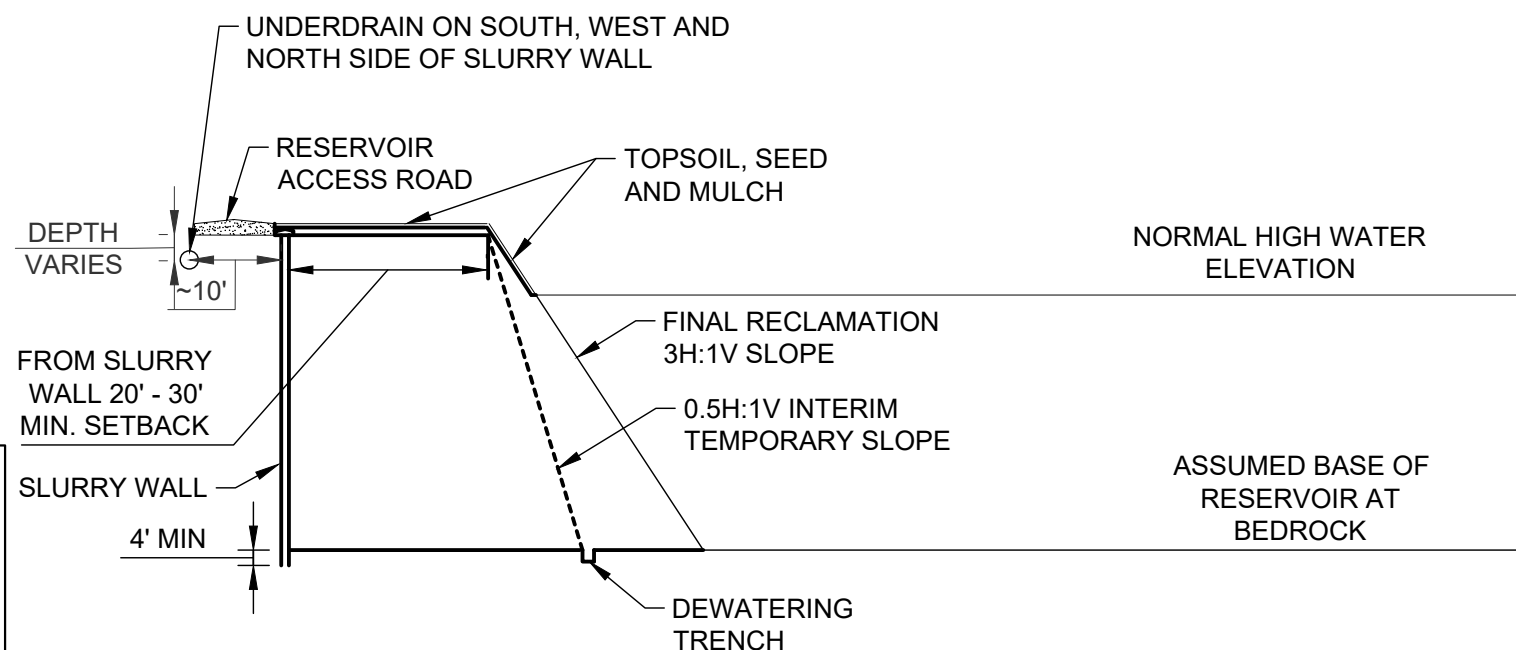 UNDERDRAIN ON SOUTH, WEST AND
NORTH SIDE OF SLURRY WALL
RESERVOIR
ACCESS ROAD
TOPSOIL, SEED
AND MULCH
DEPTH
VARIES
~10'
NORMAL HIGH WATER
ELEVATION
FROM SLURRY
WALL 20' - 30'
MIN. SETBACK
FINAL RECLAMATION
3H:1V SLOPE
0.5H:1V INTERIM
TEMPORARY SLOPE
SLURRY WALL
ASSUMED BASE OF
RESERVOIR AT
BEDROCK
4' MIN
DEWATERING
TRENCH